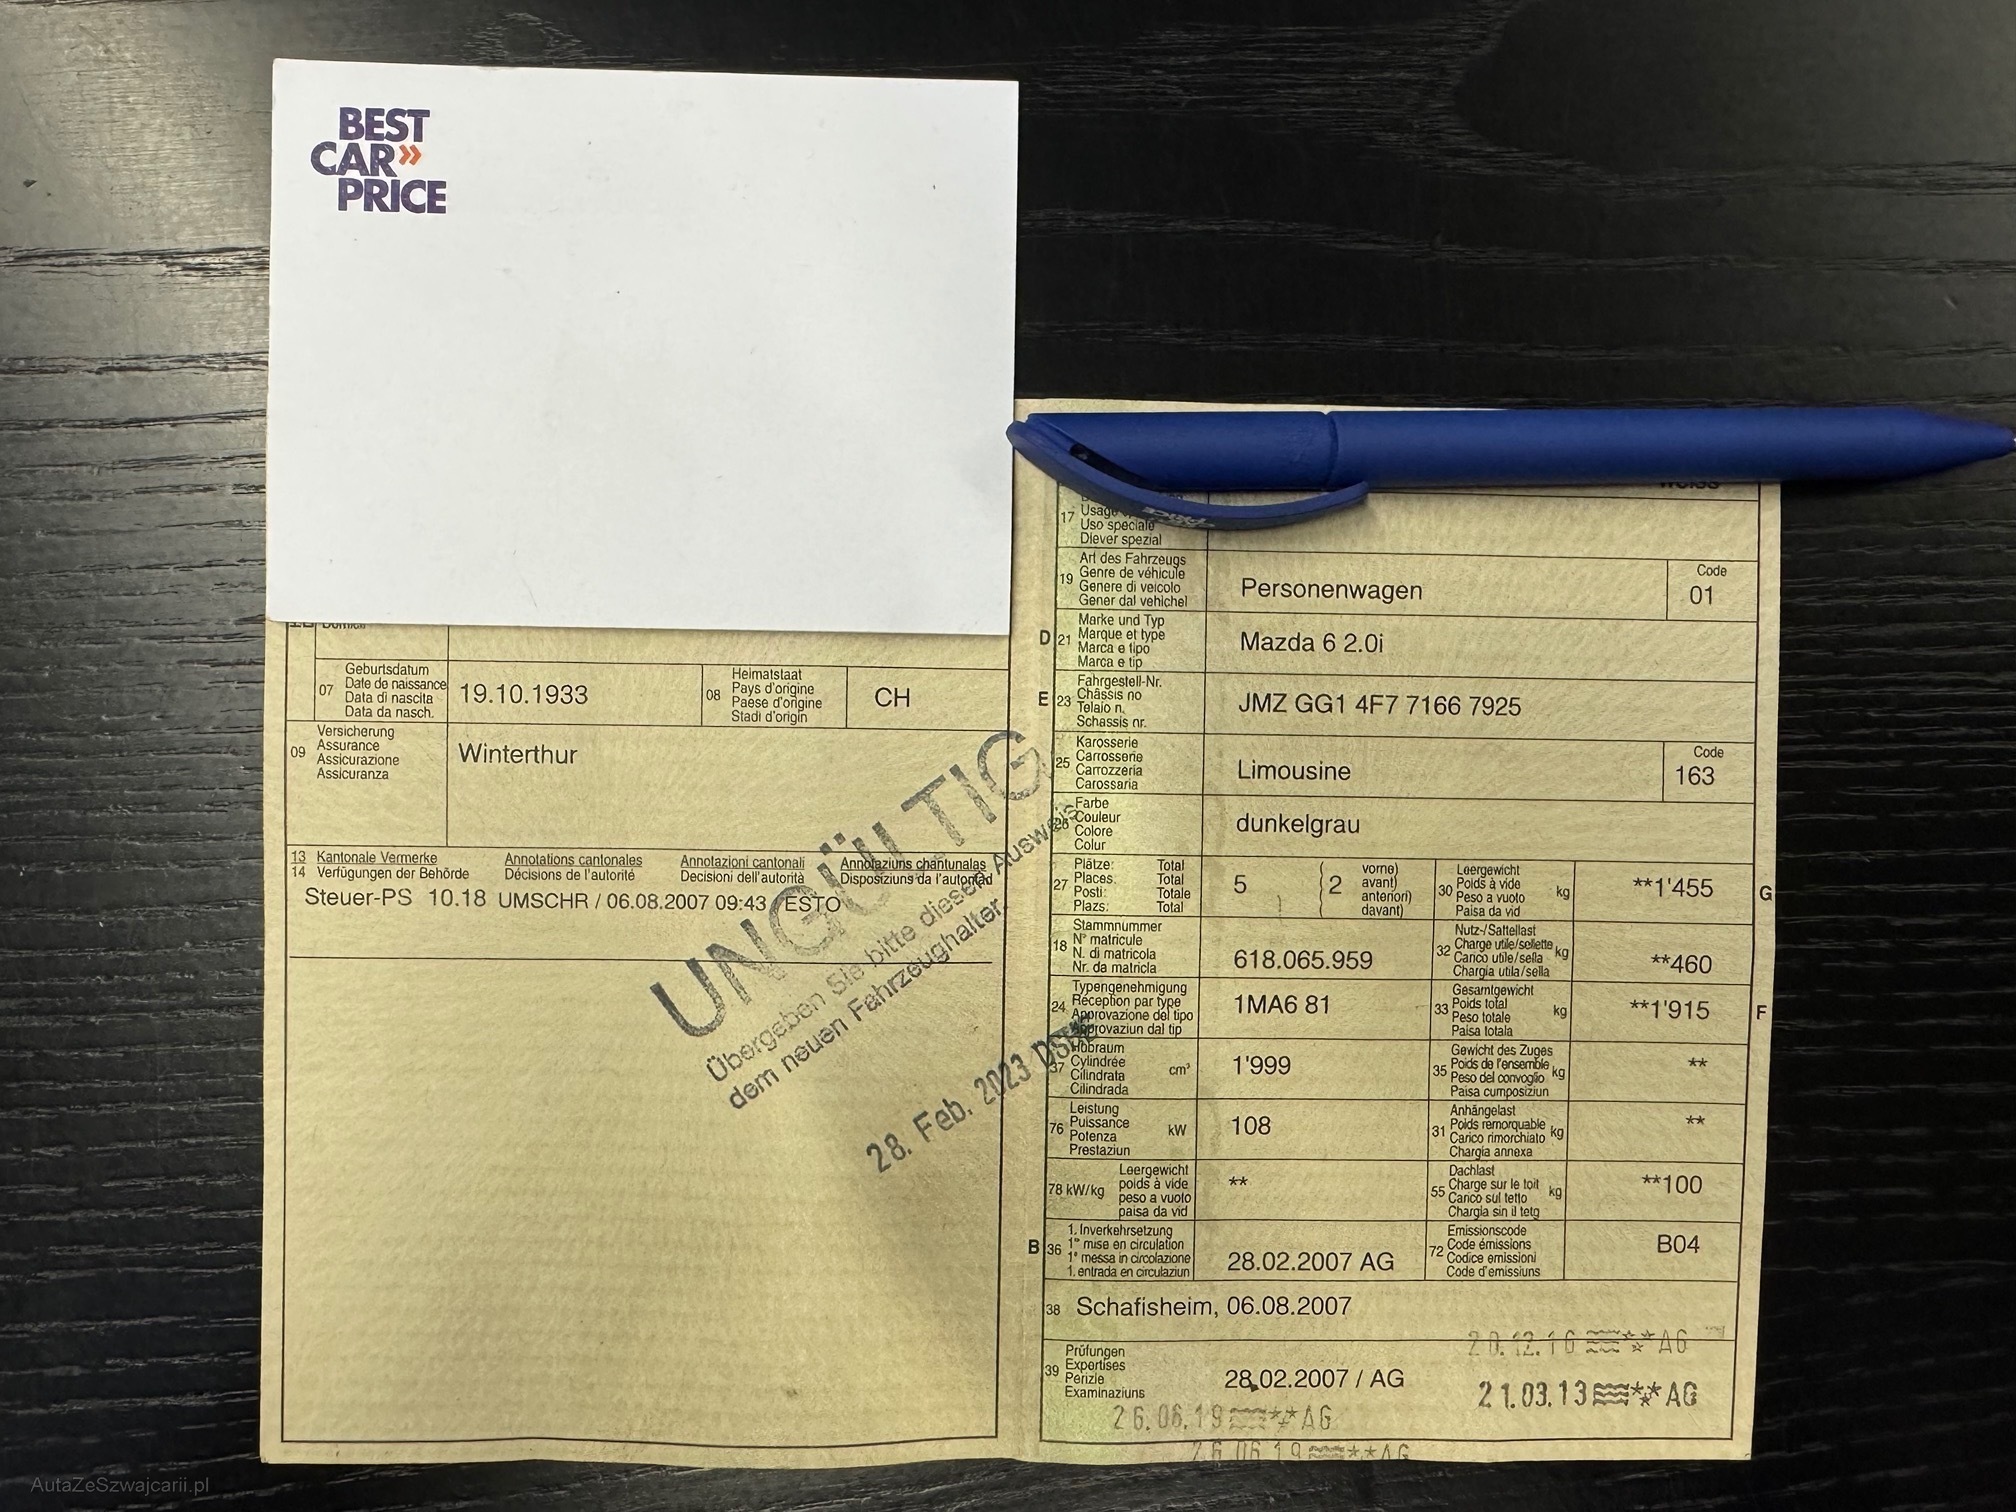 BEST
CAR»
PRICE
07
Geburtsdatum
Date de naissance
Data di nascita
Data da nasch.
19.10.1933
08
Heimatstaat
Pays d'origine
Paese d'origine
Stadi d'origin
CH
09
Versicherung
Assurance
Assicurazione
Assicuranza
Winterthur
13 Kantonale Vermerke Annotations cantonales Annotazioni cantonali Annotaziuns chantunalas
14 Verfügungen der Behörde Décisions de l'autorité Decisioni dell'autorità Disposiziuns da l'autoritad
Steuer-PS 10.18 UMSCHR / 06.08.2007 09:43 / ESTO
UNGÜLTIG
Übergeben Sie bitte diesen Ausweis
dem neuen Fahrzeughalter.
28. Feb. 2023
17
Usage
Uso speciale
Diever spezial
19
Art des Fahrzeugs
Genre de véhicule
Genere di veicolo
Gener dal vehichel
Personenwagen
Code
01
D 21
Marke und Typ
Marque et type
Marca e tipo
Marca e tip
Mazda 6 2.0i
E 23
Fahrgestell-Nr.
Châssis no
Telaio n.
Schassis nr.
JMZ GG1 4F7 7166 7925
25
Karosserie
Carrosserie
Carrozzeria
Carossaria
Limousine
Code
163
26
Farbe
Couleur
Colore
Colur
dunkelgrau
27
Plätze: Total
Places: Total
Posti: Totale
Plazs: Total
5
2
vorne)
avant)
anteriori)
davant)
30
Leergewicht
Poids à vide
Peso a vuoto
Paisa da vid
kg
**1'455
G
18
Stammnummer
N° matricule
N. di matricola
Nr. da matricla
618.065.959
32
Nutz-/Sattellast
Charge utile/sellette
Carico utile/sella
Chargia utila/sella
kg
**460
24
Typengenehmigung
Réception par type
Approvazione del tipo
Approvaziun dal tip
1MA6 81
33
Gesamtgewicht
Poids total
Peso totale
Paisa totala
kg
**1'915
F
37
Hubraum
Cylindrée
Cilindrata
Cilindrada
cm³
1'999
35
Gewicht des Zuges
Poids de l'ensemble
Peso del convoglio
Paisa cumposiziun
kg
**
76
Leistung
Puissance
Potenza
Prestaziun
kW
108
31
Anhängelast
Poids remorquable
Carico rimorchiato
Chargia annexa
kg
**
78 kW/kg
Leergewicht
poids à vide
peso a vuoto
paisa da vid
**
55
Dachlast
Charge sur le toit
Carico sul tetto
Chargia sin il tetg
kg
**100
B 36
1. Inverkehrsetzung
1re mise en circulation
1a messa in circolazione
1. entrada en circulaziun
28.02.2007 AG
72
Emissionscode
Code émissions
Codice emissioni
Code d'emissiuns
B04
38 Schafisheim, 06.08.2007
20.12.16 AG
39
Prüfungen
Expertises
Perizie
Examinaziuns
28.02.2007 / AG
21.03.13 ** AG
26.06.19 ** AG
26.06.19 ** AG
AutaZeSzwajcarii.pl